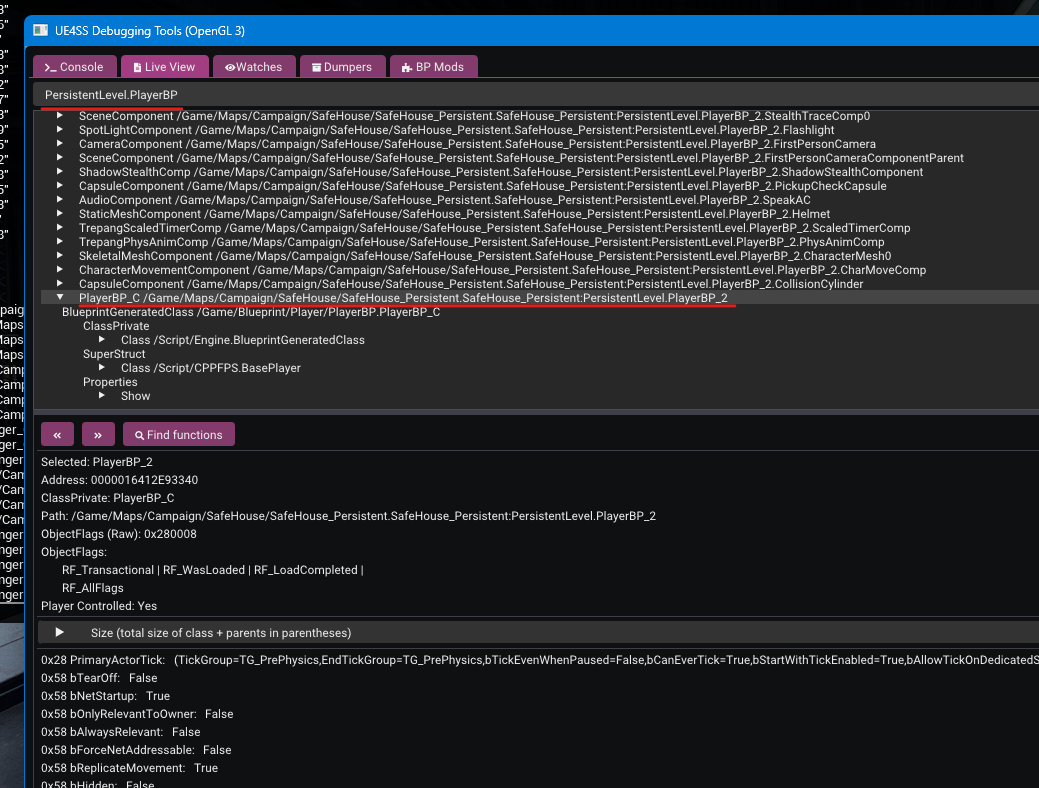 UE4SS Debugging Tools (OpenGL 3)
Console Live View Watches Dumpers BP Mods
PersistentLevel.PlayerBP
SceneComponent /Game/Maps/Campaign/SafeHouse/SafeHouse_Persistent.SafeHouse_Persistent:PersistentLevel.PlayerBP_2.StealthTraceComp0
SpotLightComponent /Game/Maps/Campaign/SafeHouse/SafeHouse_Persistent.SafeHouse_Persistent:PersistentLevel.PlayerBP_2.Flashlight
CameraComponent /Game/Maps/Campaign/SafeHouse/SafeHouse_Persistent.SafeHouse_Persistent:PersistentLevel.PlayerBP_2.FirstPersonCamera
SceneComponent /Game/Maps/Campaign/SafeHouse/SafeHouse_Persistent.SafeHouse_Persistent:PersistentLevel.PlayerBP_2.FirstPersonCameraComponentParent
ShadowStealthComp /Game/Maps/Campaign/SafeHouse/SafeHouse_Persistent.SafeHouse_Persistent:PersistentLevel.PlayerBP_2.ShadowStealthComponent
CapsuleComponent /Game/Maps/Campaign/SafeHouse/SafeHouse_Persistent.SafeHouse_Persistent:PersistentLevel.PlayerBP_2.PickupCheckCapsule
AudioComponent /Game/Maps/Campaign/SafeHouse/SafeHouse_Persistent.SafeHouse_Persistent:PersistentLevel.PlayerBP_2.SpeakAC
StaticMeshComponent /Game/Maps/Campaign/SafeHouse/SafeHouse_Persistent.SafeHouse_Persistent:PersistentLevel.PlayerBP_2.Helmet
TrepangScaledTimerComp /Game/Maps/Campaign/SafeHouse/SafeHouse_Persistent.SafeHouse_Persistent:PersistentLevel.PlayerBP_2.ScaledTimerComp
TrepangPhysAnimComp /Game/Maps/Campaign/SafeHouse/SafeHouse_Persistent.SafeHouse_Persistent:PersistentLevel.PlayerBP_2.PhysAnimComp
SkeletalMeshComponent /Game/Maps/Campaign/SafeHouse/SafeHouse_Persistent.SafeHouse_Persistent:PersistentLevel.PlayerBP_2.CharacterMesh0
CharacterMovementComponent /Game/Maps/Campaign/SafeHouse/SafeHouse_Persistent.SafeHouse_Persistent:PersistentLevel.PlayerBP_2.CharMoveComp
CapsuleComponent /Game/Maps/Campaign/SafeHouse/SafeHouse_Persistent.SafeHouse_Persistent:PersistentLevel.PlayerBP_2.CollisionCylinder
PlayerBP_C /Game/Maps/Campaign/SafeHouse/SafeHouse_Persistent.SafeHouse_Persistent:PersistentLevel.PlayerBP_2
BlueprintGeneratedClass /Game/Blueprint/Player/PlayerBP.PlayerBP_C
ClassPrivate
Class /Script/Engine.BlueprintGeneratedClass
SuperStruct
Class /Script/CPPFPS.BasePlayer
Properties
Show
« » Find functions
Selected: PlayerBP_2
Address: 0000016412E93340
ClassPrivate: PlayerBP_C
Path: /Game/Maps/Campaign/SafeHouse/SafeHouse_Persistent.SafeHouse_Persistent:PersistentLevel.PlayerBP_2
ObjectFlags (Raw): 0x280008
ObjectFlags:
RF_Transactional | RF_WasLoaded | RF_LoadCompleted |
RF_AllFlags
Player Controlled: Yes
Size (total size of class + parents in parentheses)
0x28 PrimaryActorTick: (TickGroup=TG_PrePhysics,EndTickGroup=TG_PrePhysics,bTickEvenWhenPaused=False,bCanEverTick=True,bStartWithTickEnabled=True,bAllowTickOnDedicatedS
0x58 bTearOff: False
0x58 bNetStartup: True
0x58 bOnlyRelevantToOwner: False
0x58 bAlwaysRelevant: False
0x58 bForceNetAddressable: False
0x58 bReplicateMovement: True
0x58 bHidden: False